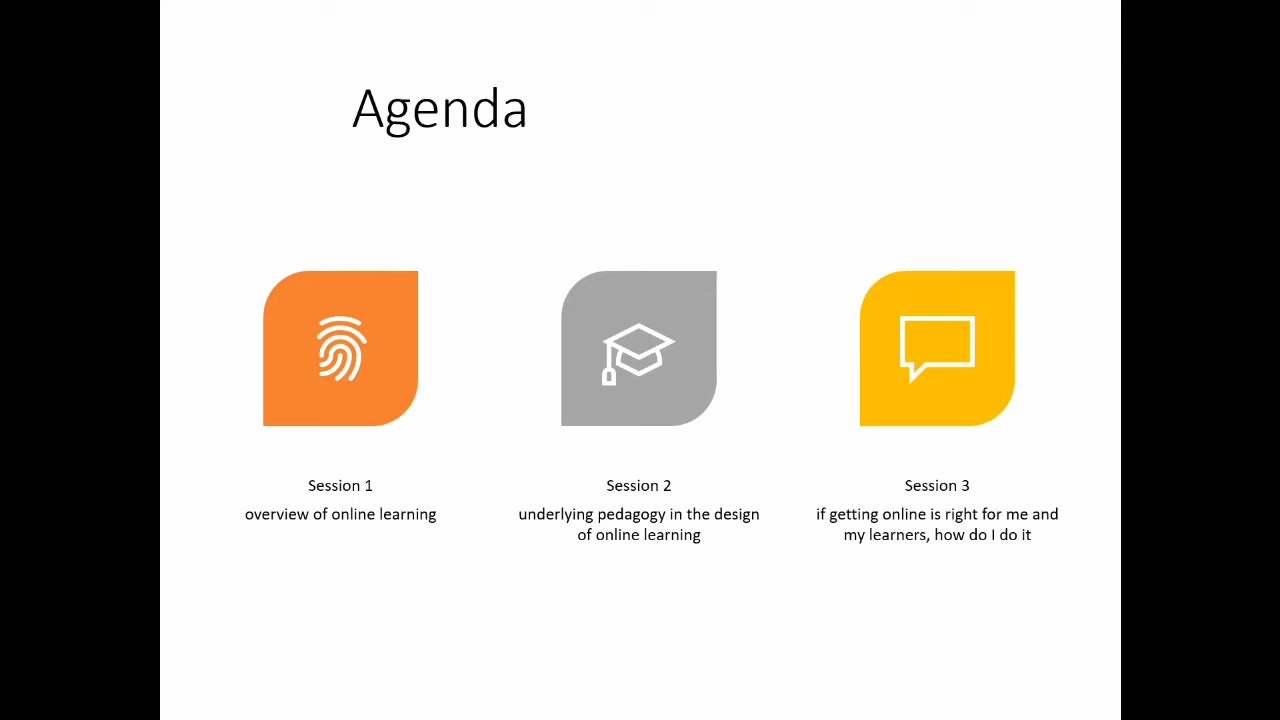 Agenda
Session 1
overview of online learning
Session 2
underlying pedagogy in the design
of online learning
Session 3
if getting online is right for me and
my learners, how do I do it